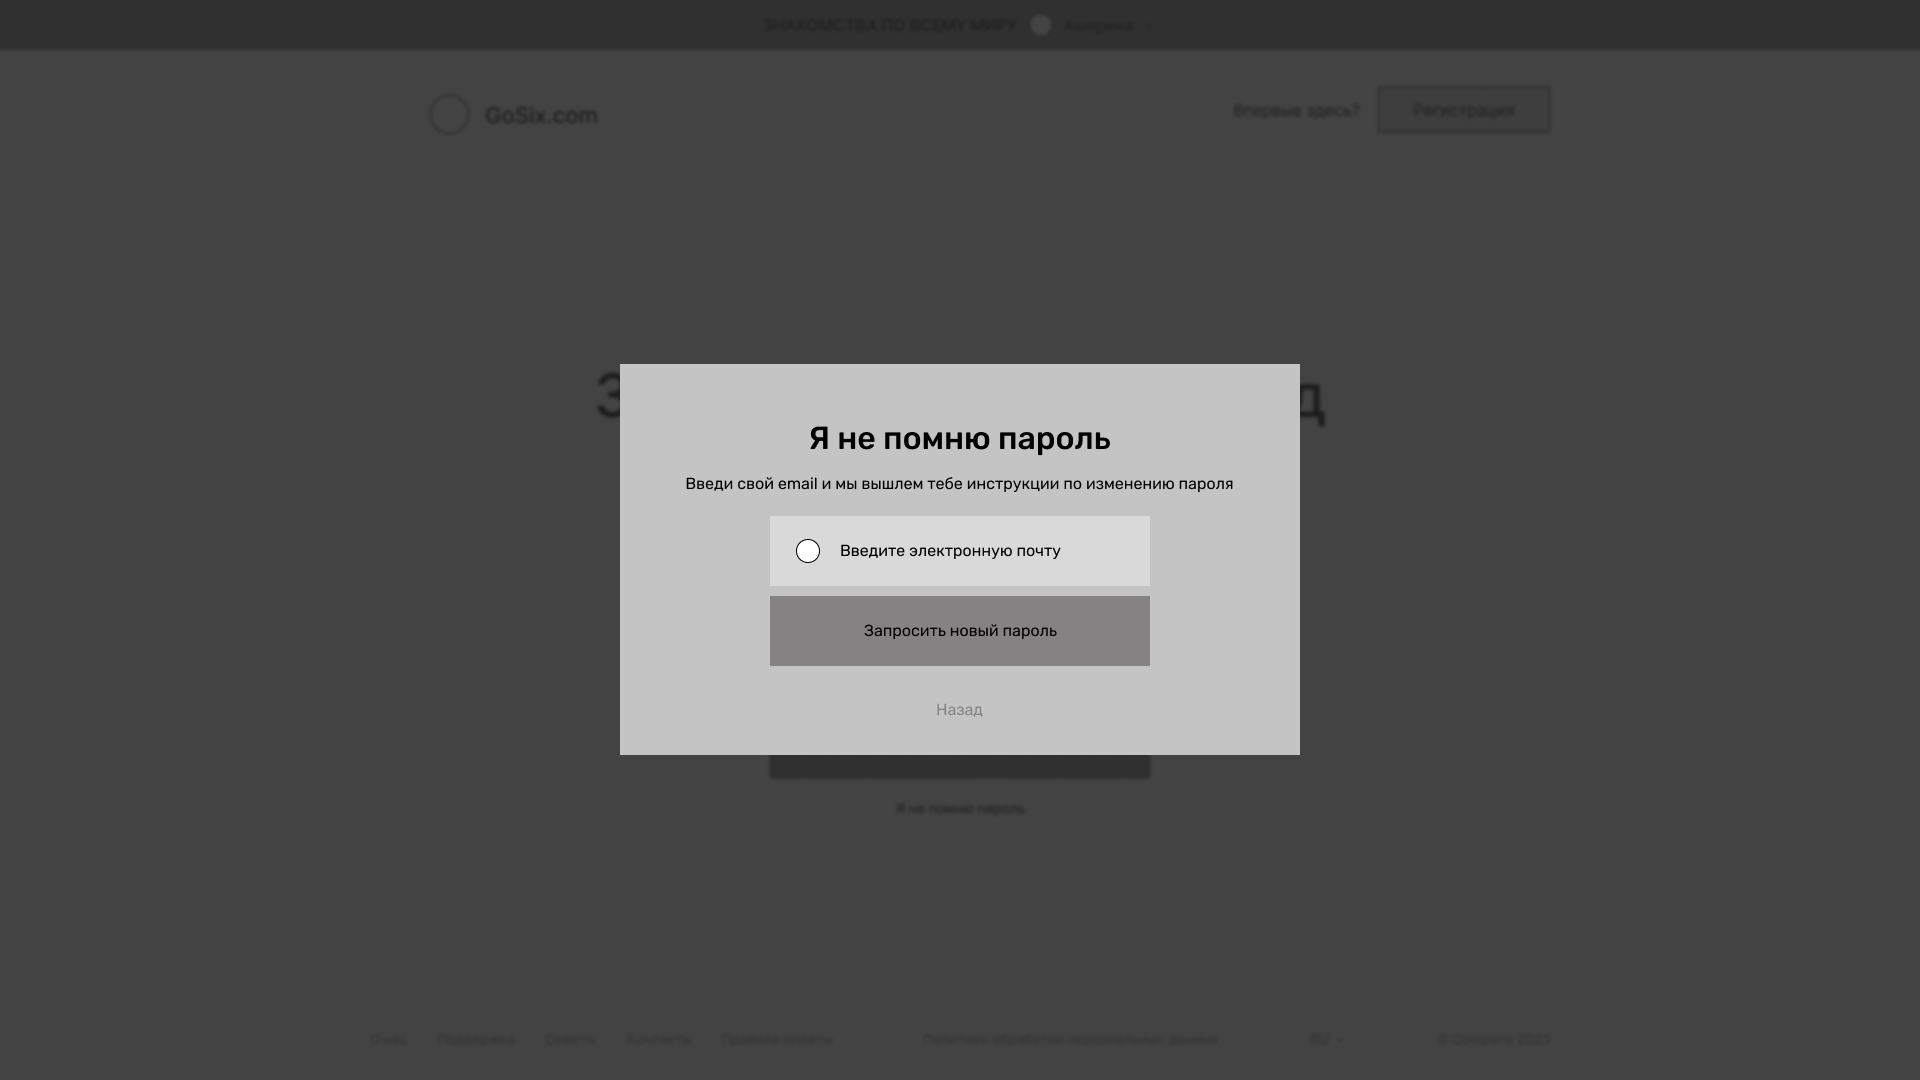 ЗНАКОМСТВА ПО ВСЕМУ МИРУ Америка
GoSix.com
Впервые здесь? Регистрация
Я не помню пароль
Введи свой email и мы вышлем тебе инструкции по изменению пароля
Введите электронную почту
Запросить новый пароль
Назад
Я не помню пароль
О нас Поддержка Советы Контакты Правила оплаты Политика обработки персональных данных RU © Company 2023